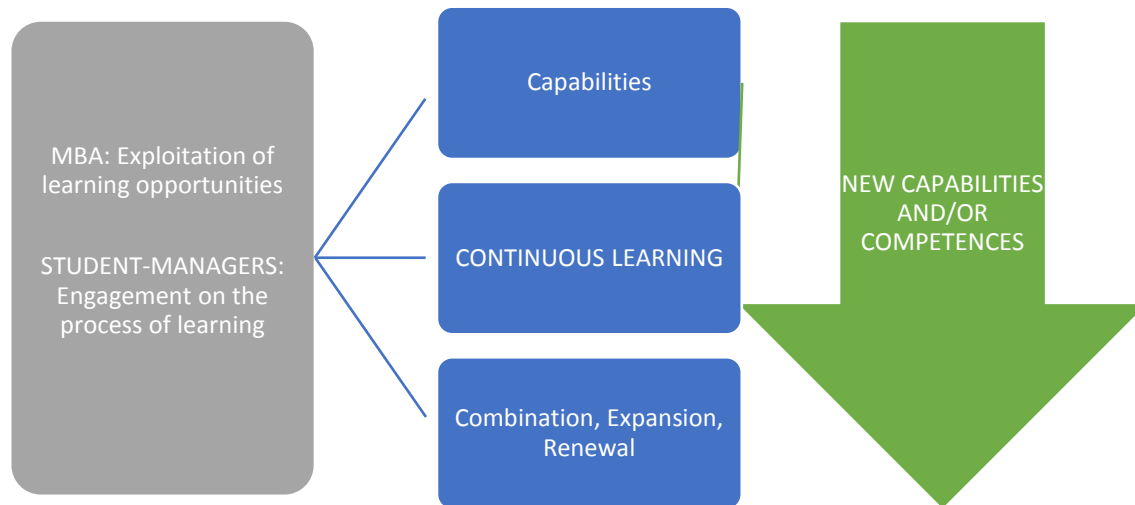 MBA: Exploitation of
learning opportunities
STUDENT-MANAGERS:
Engagement on the
process of learning
Capabilities
CONTINUOUS LEARNING
Combination, Expansion,
Renewal
NEW CAPABILITIES
AND/OR
COMPETENCES